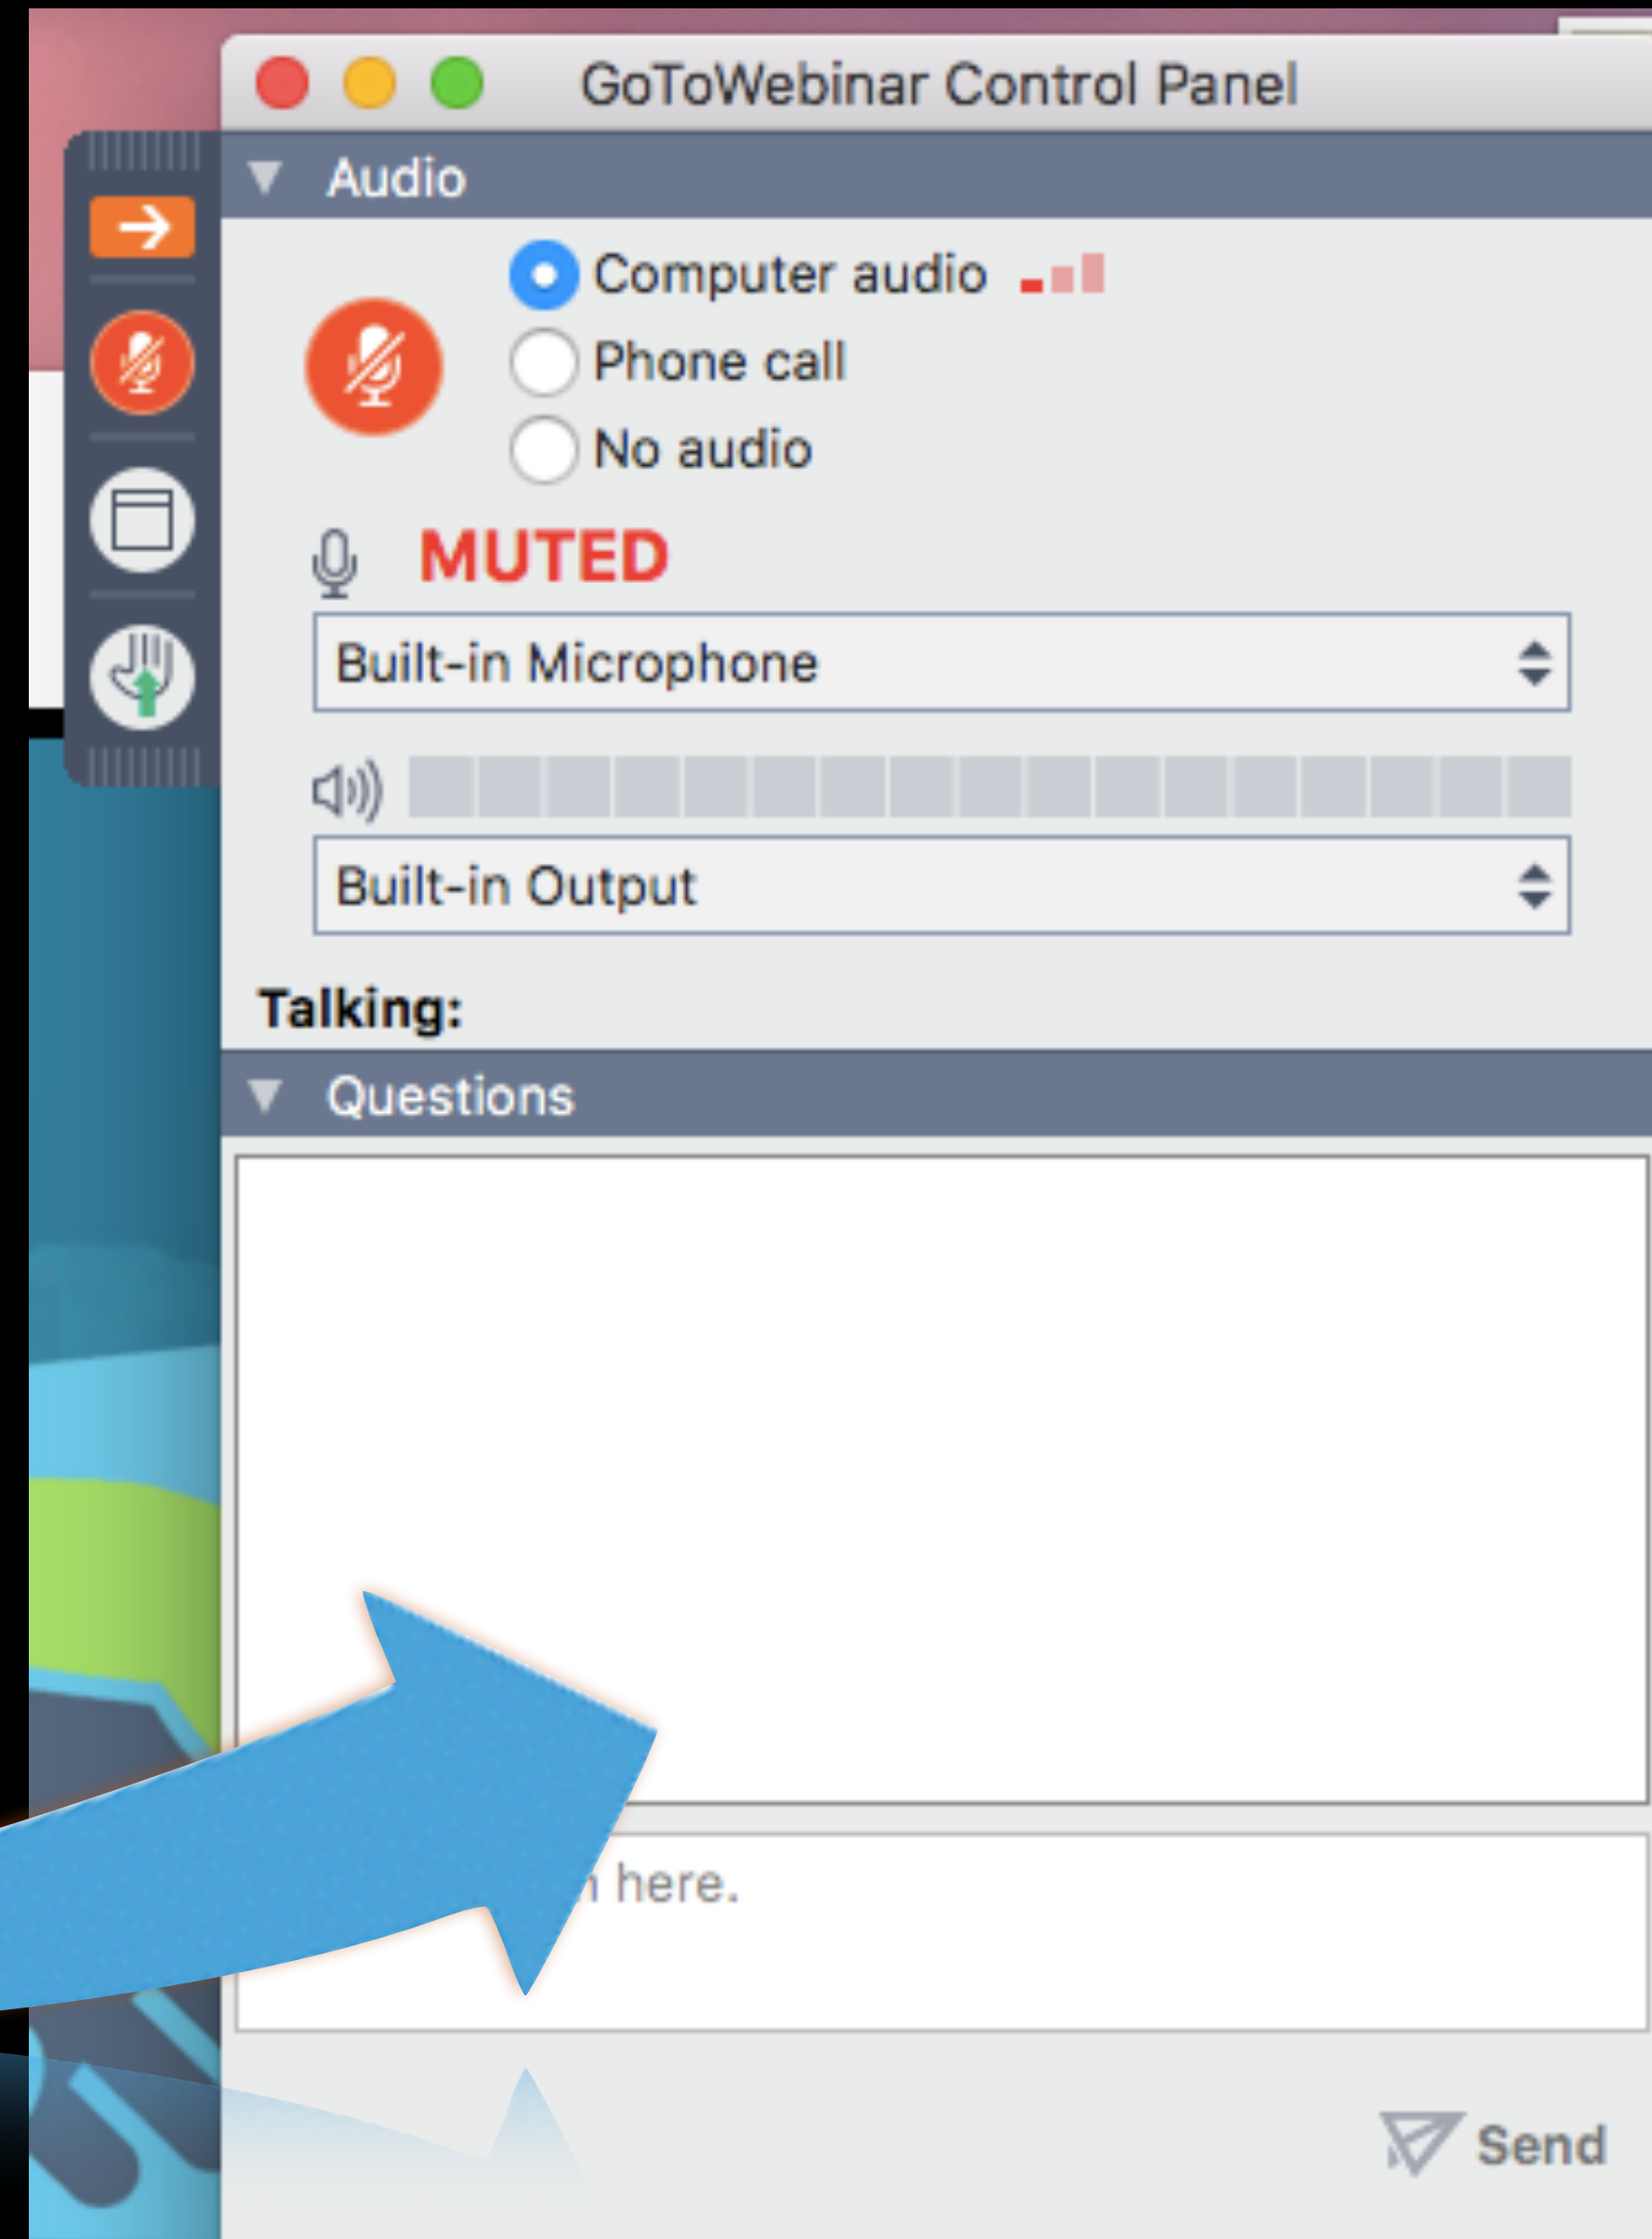 GoToWebinar Control Panel
Audio
Computer audio
Phone call
No audio
MUTED
Built-in Microphone
Built-in Output
Talking:
Questions
here.
Send